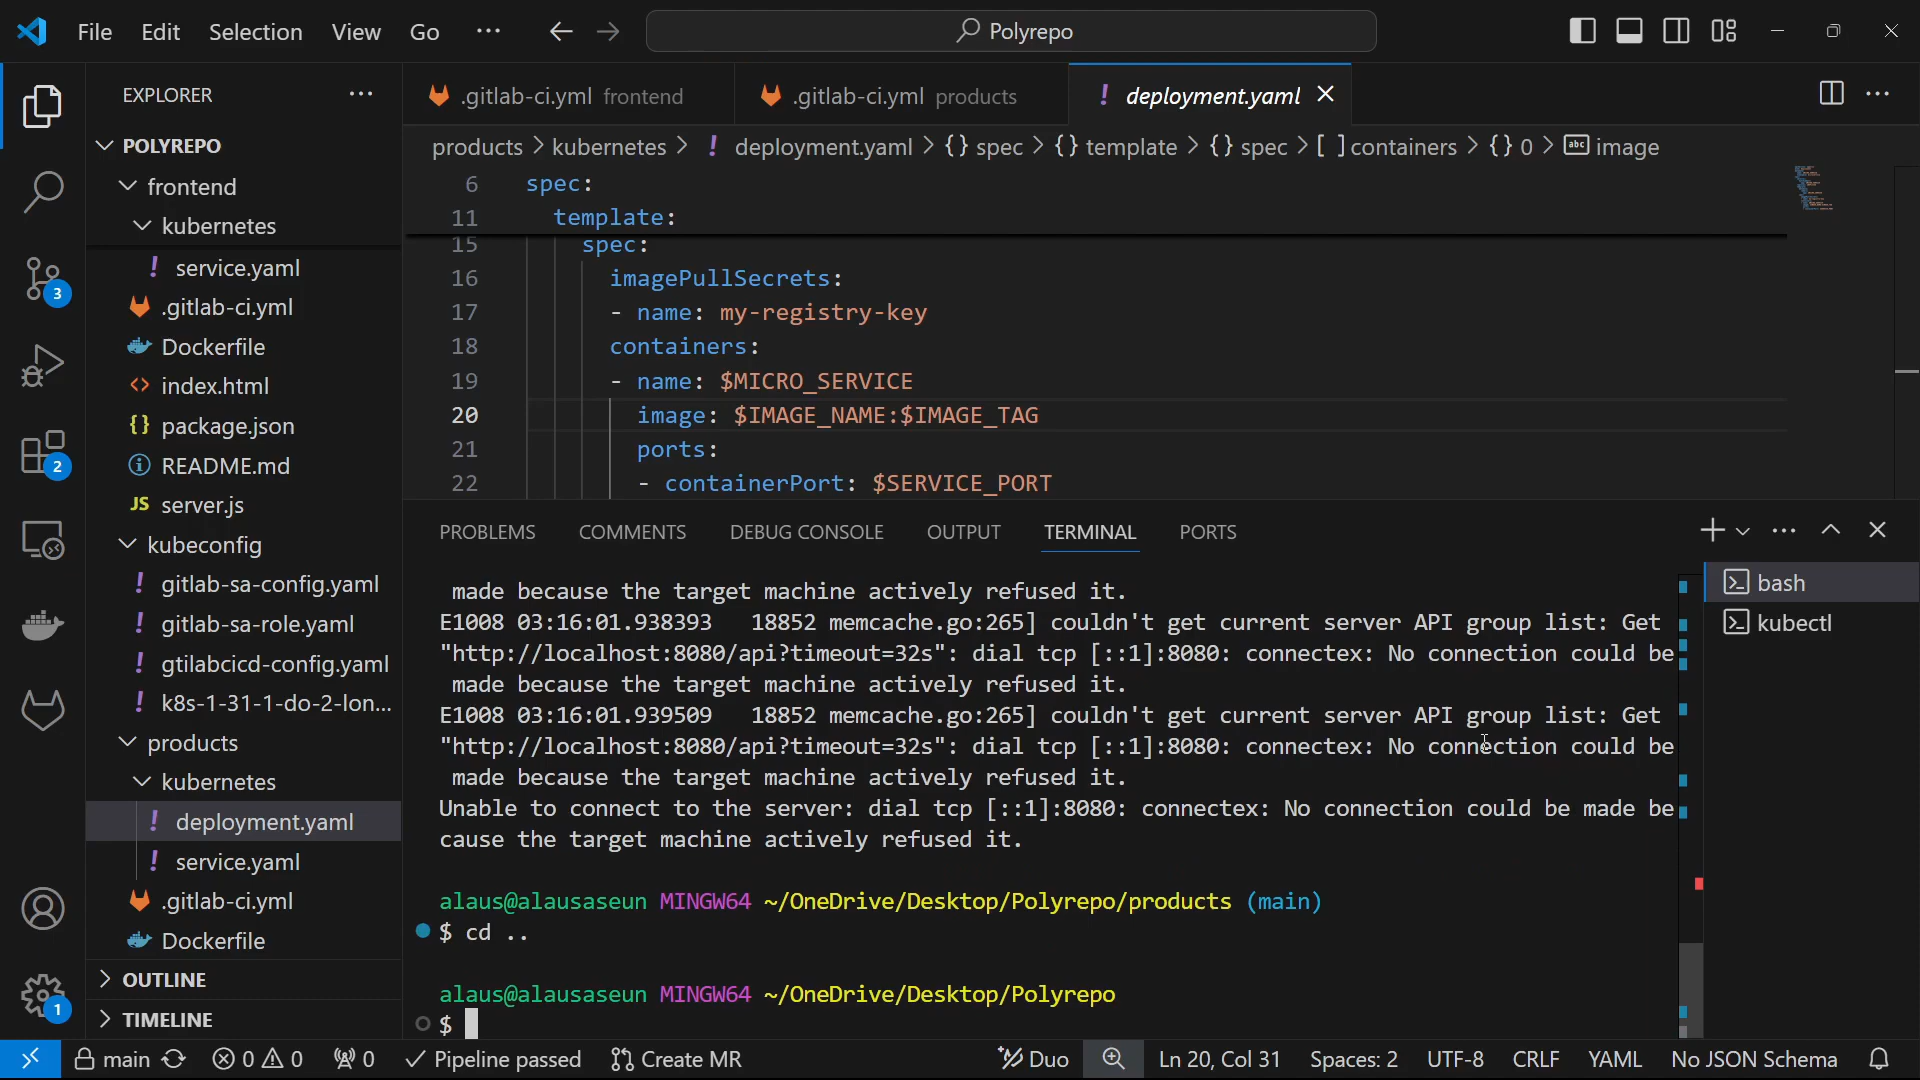 File Edit Selection View Go ··· Polyrepo
EXPLORER ···
POLYREPO
frontend
kubernetes
! service.yaml
.gitlab-ci.yml
Dockerfile
<> index.html
{} package.json
README.md
JS server.js
kubeconfig
! gitlab-sa-config.yaml
! gitlab-sa-role.yaml
! gtilabcicd-config.yaml
! k8s-1-31-1-do-2-lon...
products
kubernetes
! deployment.yaml
! service.yaml
.gitlab-ci.yml
Dockerfile
OUTLINE
TIMELINE
3
2
1
.gitlab-ci.yml frontend
.gitlab-ci.yml products
! deployment.yaml
products > kubernetes > ! deployment.yaml > {} spec > {} template > {} spec > [ ] containers > {} 0 > abc image
6 spec:
11 template:
15 spec:
16 imagePullSecrets:
17 - name: my-registry-key
18 containers:
19 - name: $MICRO_SERVICE
20 image: $IMAGE_NAME:$IMAGE_TAG
21 ports:
22 - containerPort: $SERVICE_PORT
PROBLEMS COMMENTS DEBUG CONSOLE OUTPUT TERMINAL PORTS
bash
kubectl
made because the target machine actively refused it.
E1008 03:16:01.938393 18852 memcache.go:265] couldn't get current server API group list: Get
"http://localhost:8080/api?timeout=32s": dial tcp [::1]:8080: connectex: No connection could be
made because the target machine actively refused it.
E1008 03:16:01.939509 18852 memcache.go:265] couldn't get current server API group list: Get
"http://localhost:8080/api?timeout=32s": dial tcp [::1]:8080: connectex: No connection could be
made because the target machine actively refused it.
Unable to connect to the server: dial tcp [::1]:8080: connectex: No connection could be made be
cause the target machine actively refused it.
alaus@alausaseun MINGW64 ~/OneDrive/Desktop/Polyrepo/products (main)
$ cd ..
alaus@alausaseun MINGW64 ~/OneDrive/Desktop/Polyrepo
$
main 0 0 0 Pipeline passed Create MR Duo Ln 20, Col 31 Spaces: 2 UTF-8 CRLF YAML No JSON Schema